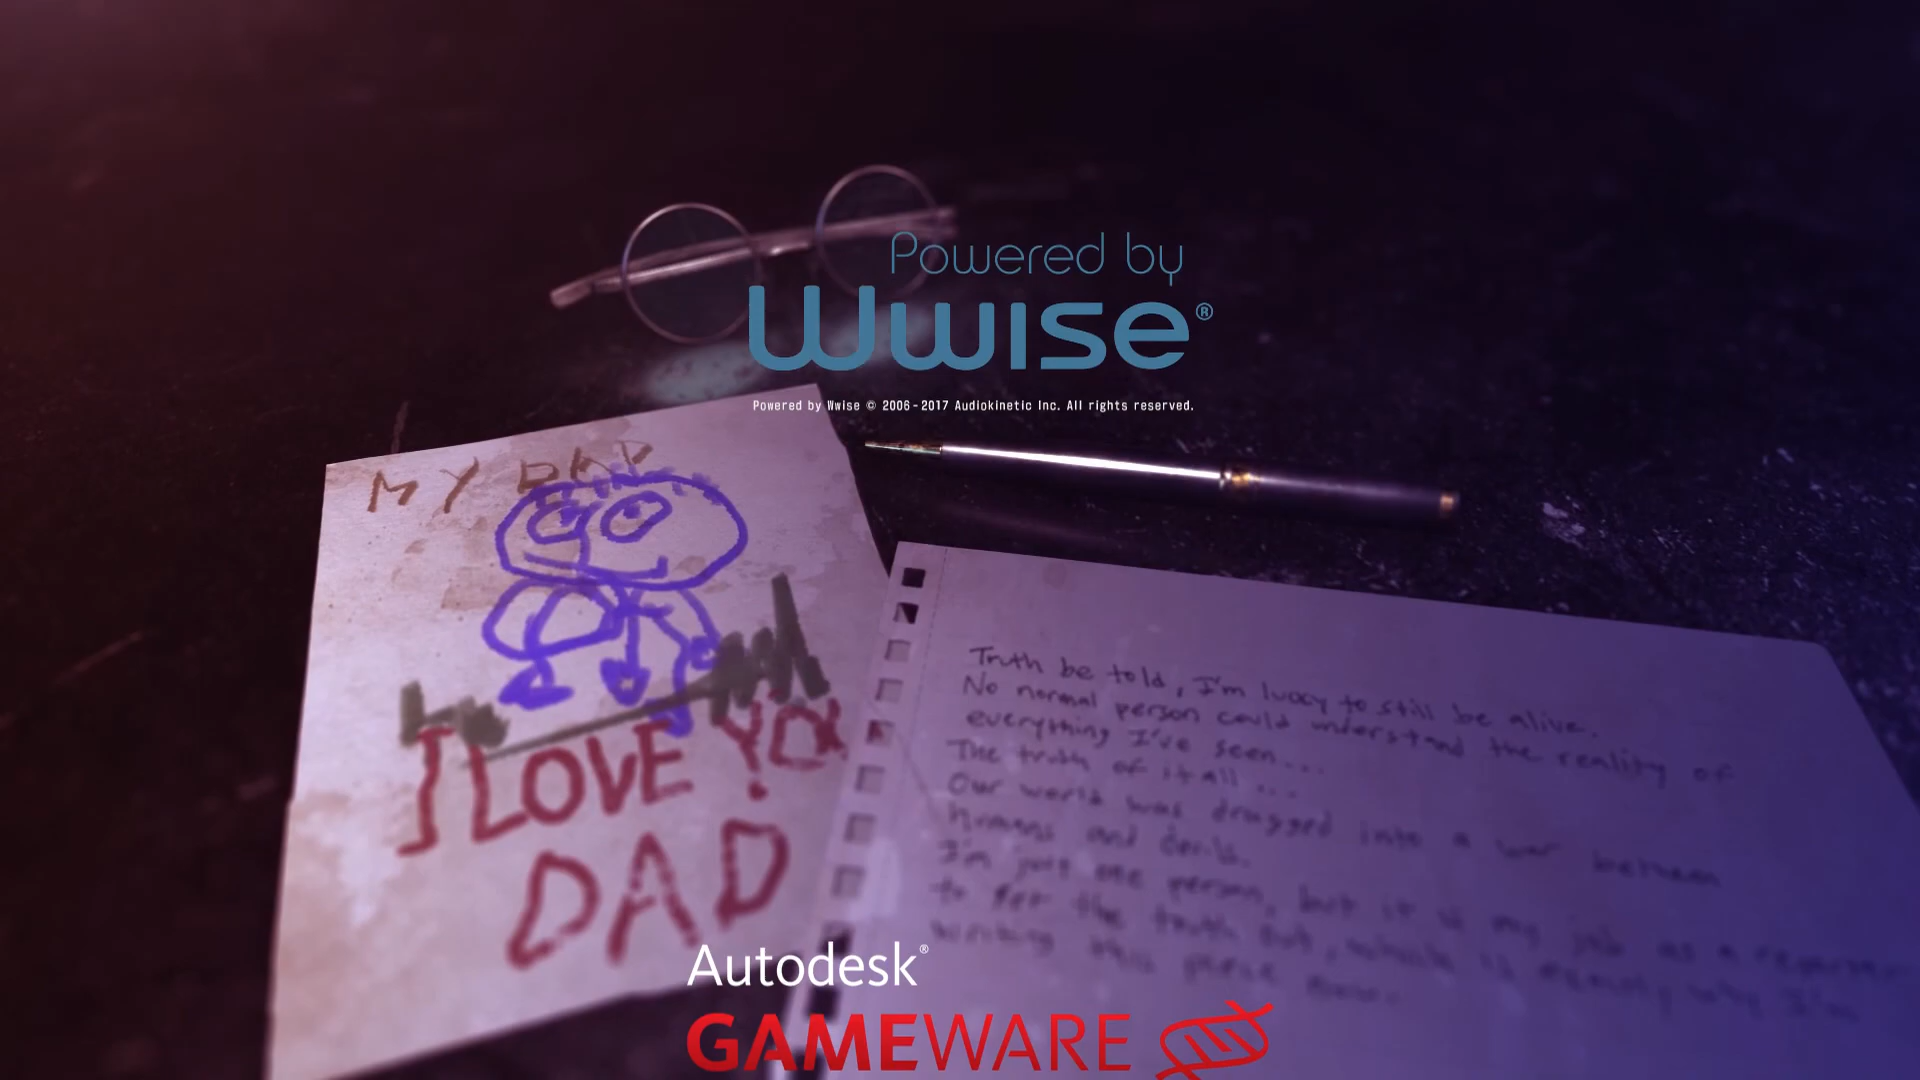 Powered by
Wwise®
Powered by Wwise © 2006-2017 Audiokinetic Inc. All rights reserved.
MY DAD
I LOVE YOU
DAD
Truth be told, I'm lucky to still be alive.
No normal person could understand the reality of
everything I've seen...
The truth of it all...
Our world was dragged into a war between
humans and devils.
I'm just one person, but it is my job as a reporter
to get the truth out, which is exactly why I'm
writing this piece now.
Autodesk®
GAMEWARE